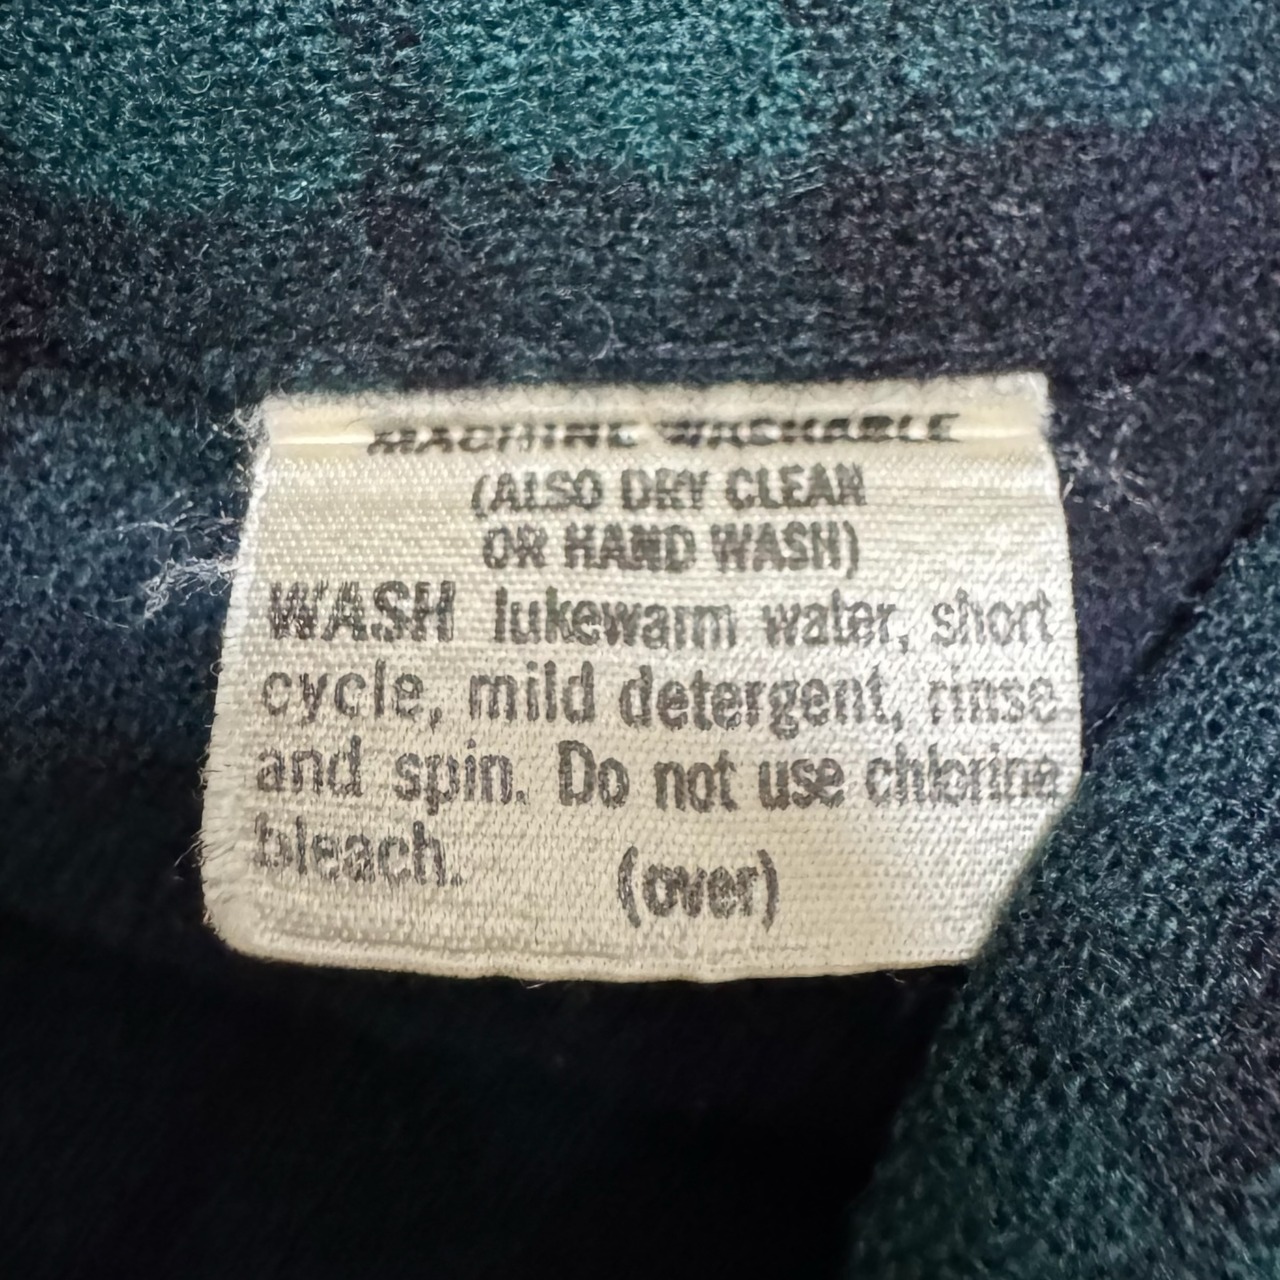 MACHINE WASHABLE
(ALSO DRY CLEAN
OR HAND WASH)
WASH lukewarm water, short
cycle, mild detergent, rinse
and spin. Do not use chlorine
bleach.
(over)